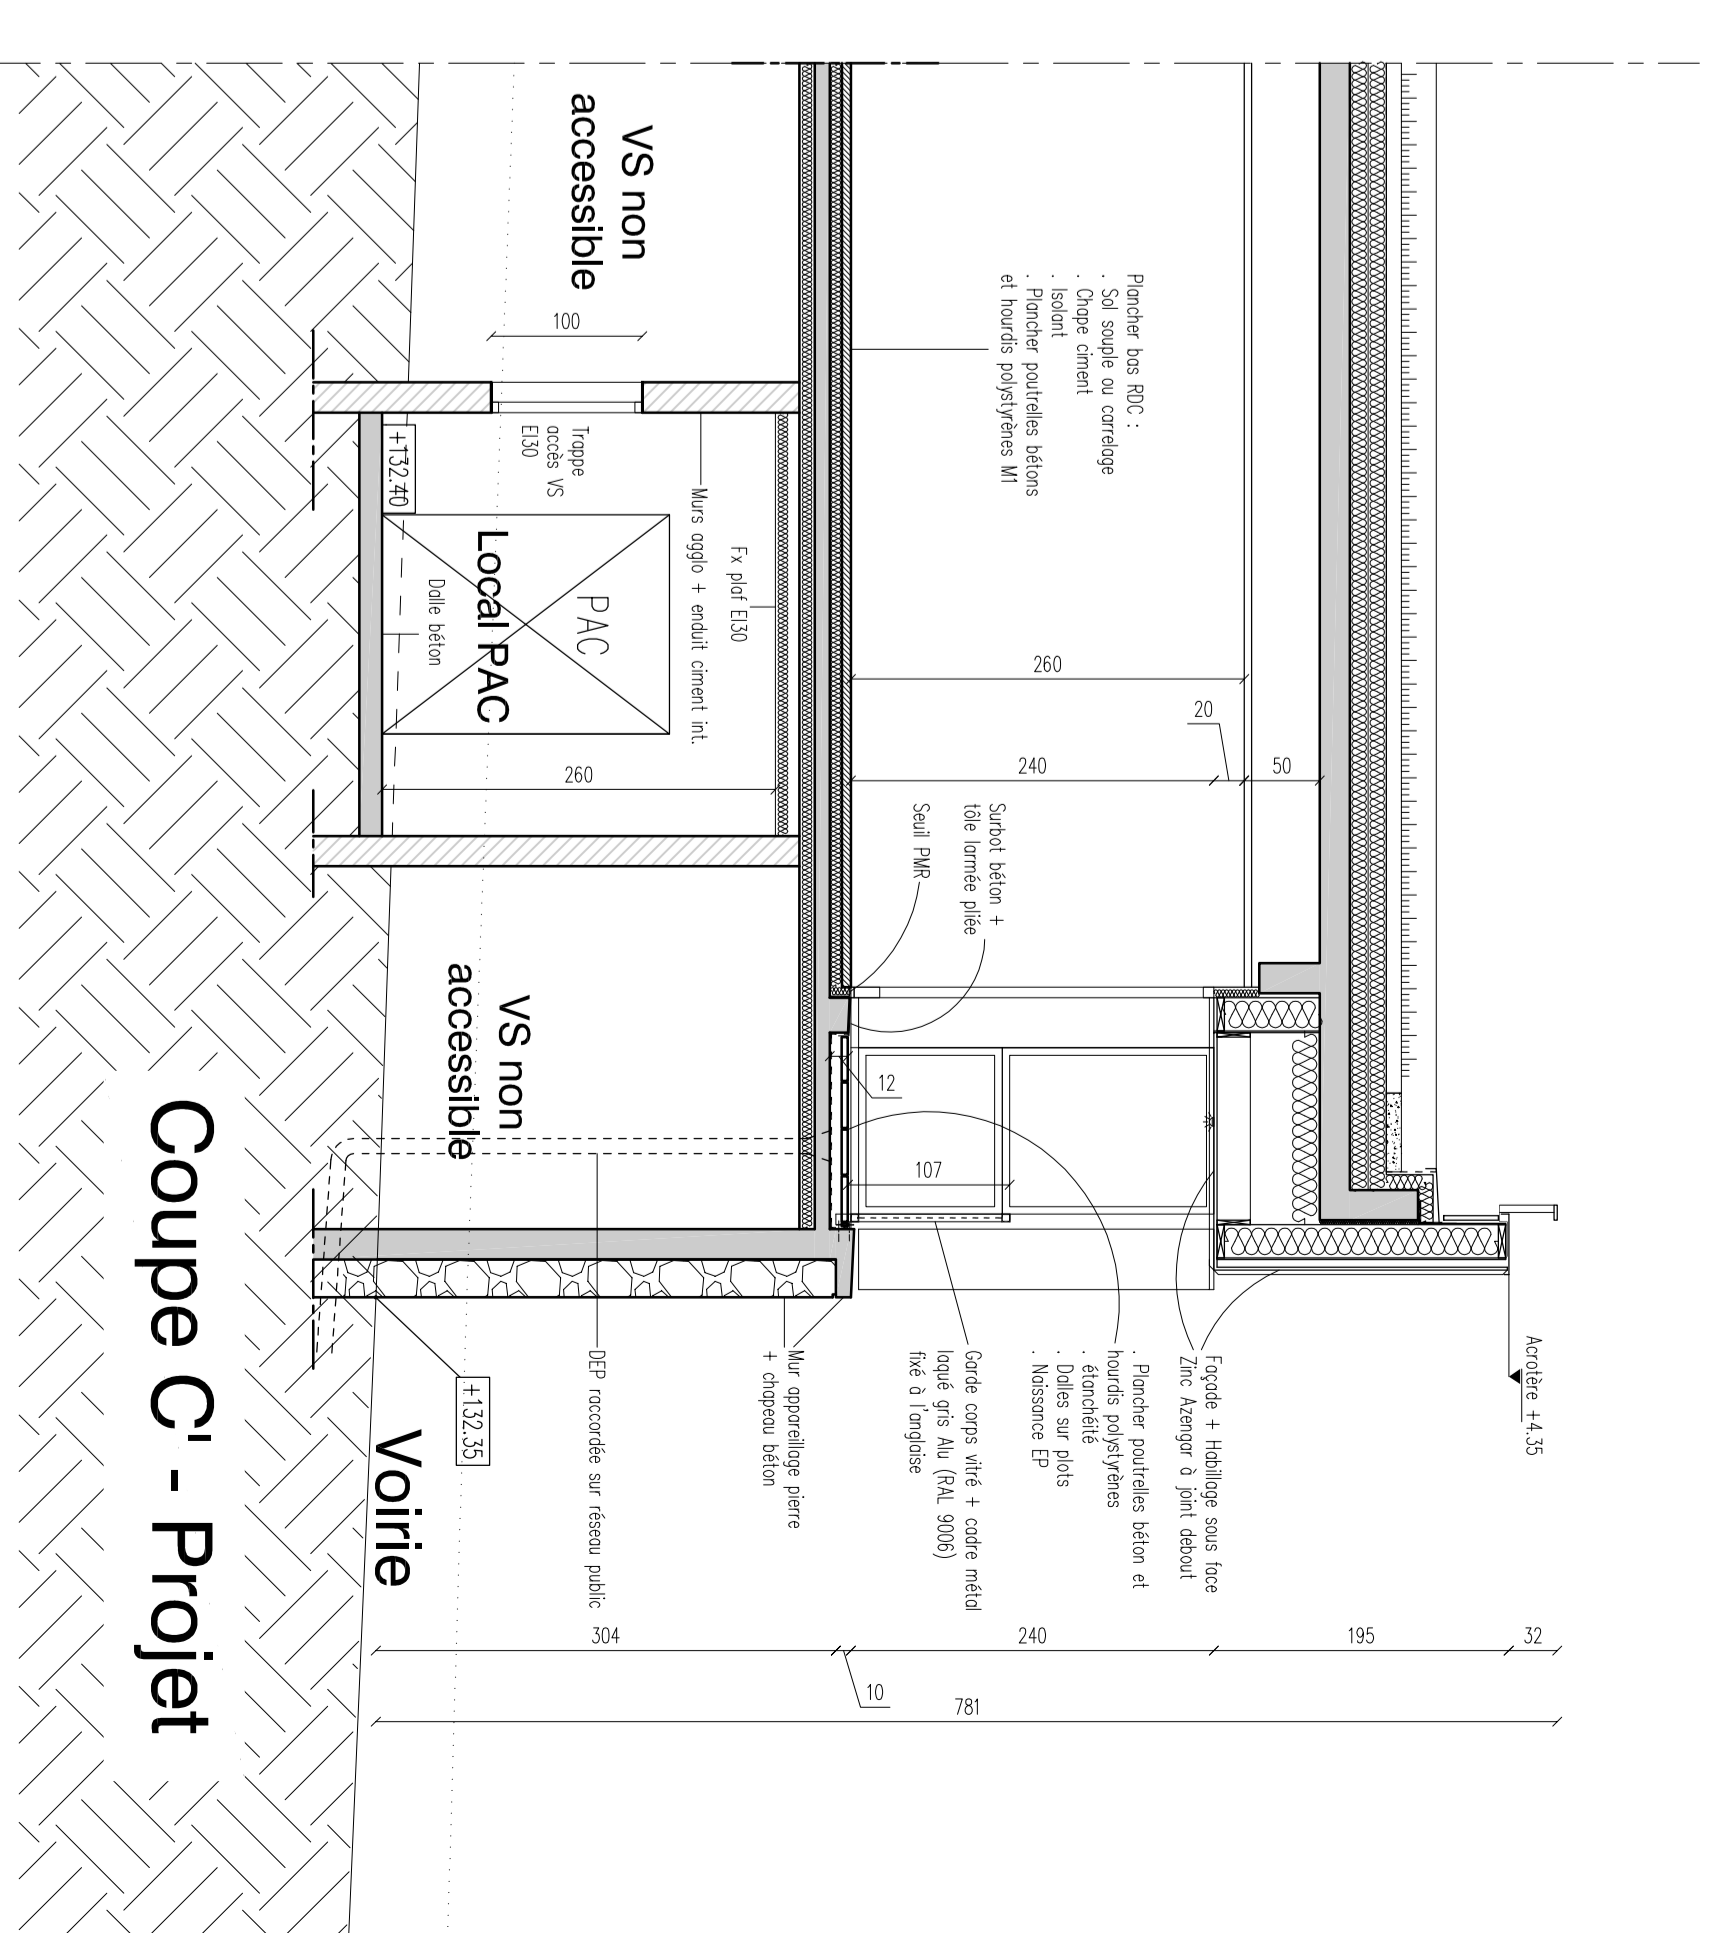 Acrotère +4.35
Façade + Habillage sous face
Zinc Azengar à joint debout
. Plancher poutrelles béton et
hourdis polystyrènes
. étanchéité
. Dalles sur plots
. Naissance EP
Garde corps vitré + cadre métal
laqué gris Alu (RAL 9006)
fixé à l'anglaise
Mur appareillage pierre
+ chapeau béton
DEP raccordée sur réseau public
+132.35
Voirie
32
195
240
10
304
781
Plancher bas RDC :
. Sol souple ou carrelage
. Chape ciment
. Isolant
. Plancher poutrelles bétons
et hourdis polystyrènes M1
260
20
50
240
Surbot béton +
tôle larmée pliée
Seuil PMR
12
107
VS non
accessible
100
Trappe
accès VS
EI30
Fx plaf EI30
Murs agglo + enduit ciment int.
PAC
Local PAC
Dalle béton
+132.40
260
VS non
accessible
Coupe C' - Projet